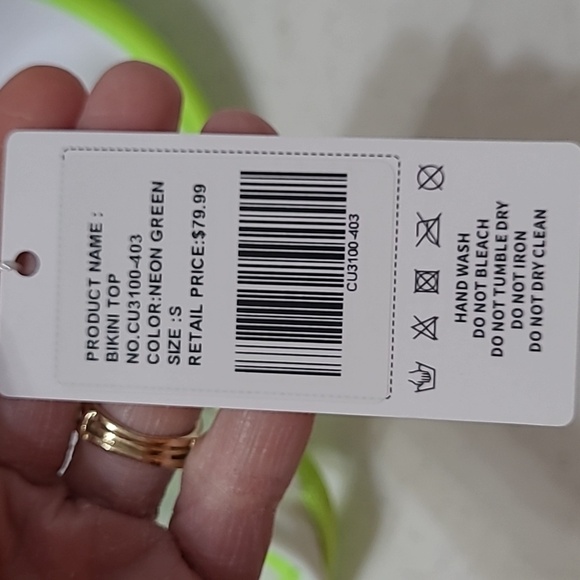 PRODUCT NAME :
BIKINI TOP
NO.CU3100-403
COLOR:NEON GREEN
SIZE :S
RETAIL PRICE:$79.99
CU3100-403
HAND WASH
DO NOT BLEACH
DO NOT TUMBLE DRY
DO NOT IRON
DO NOT DRY CLEAN